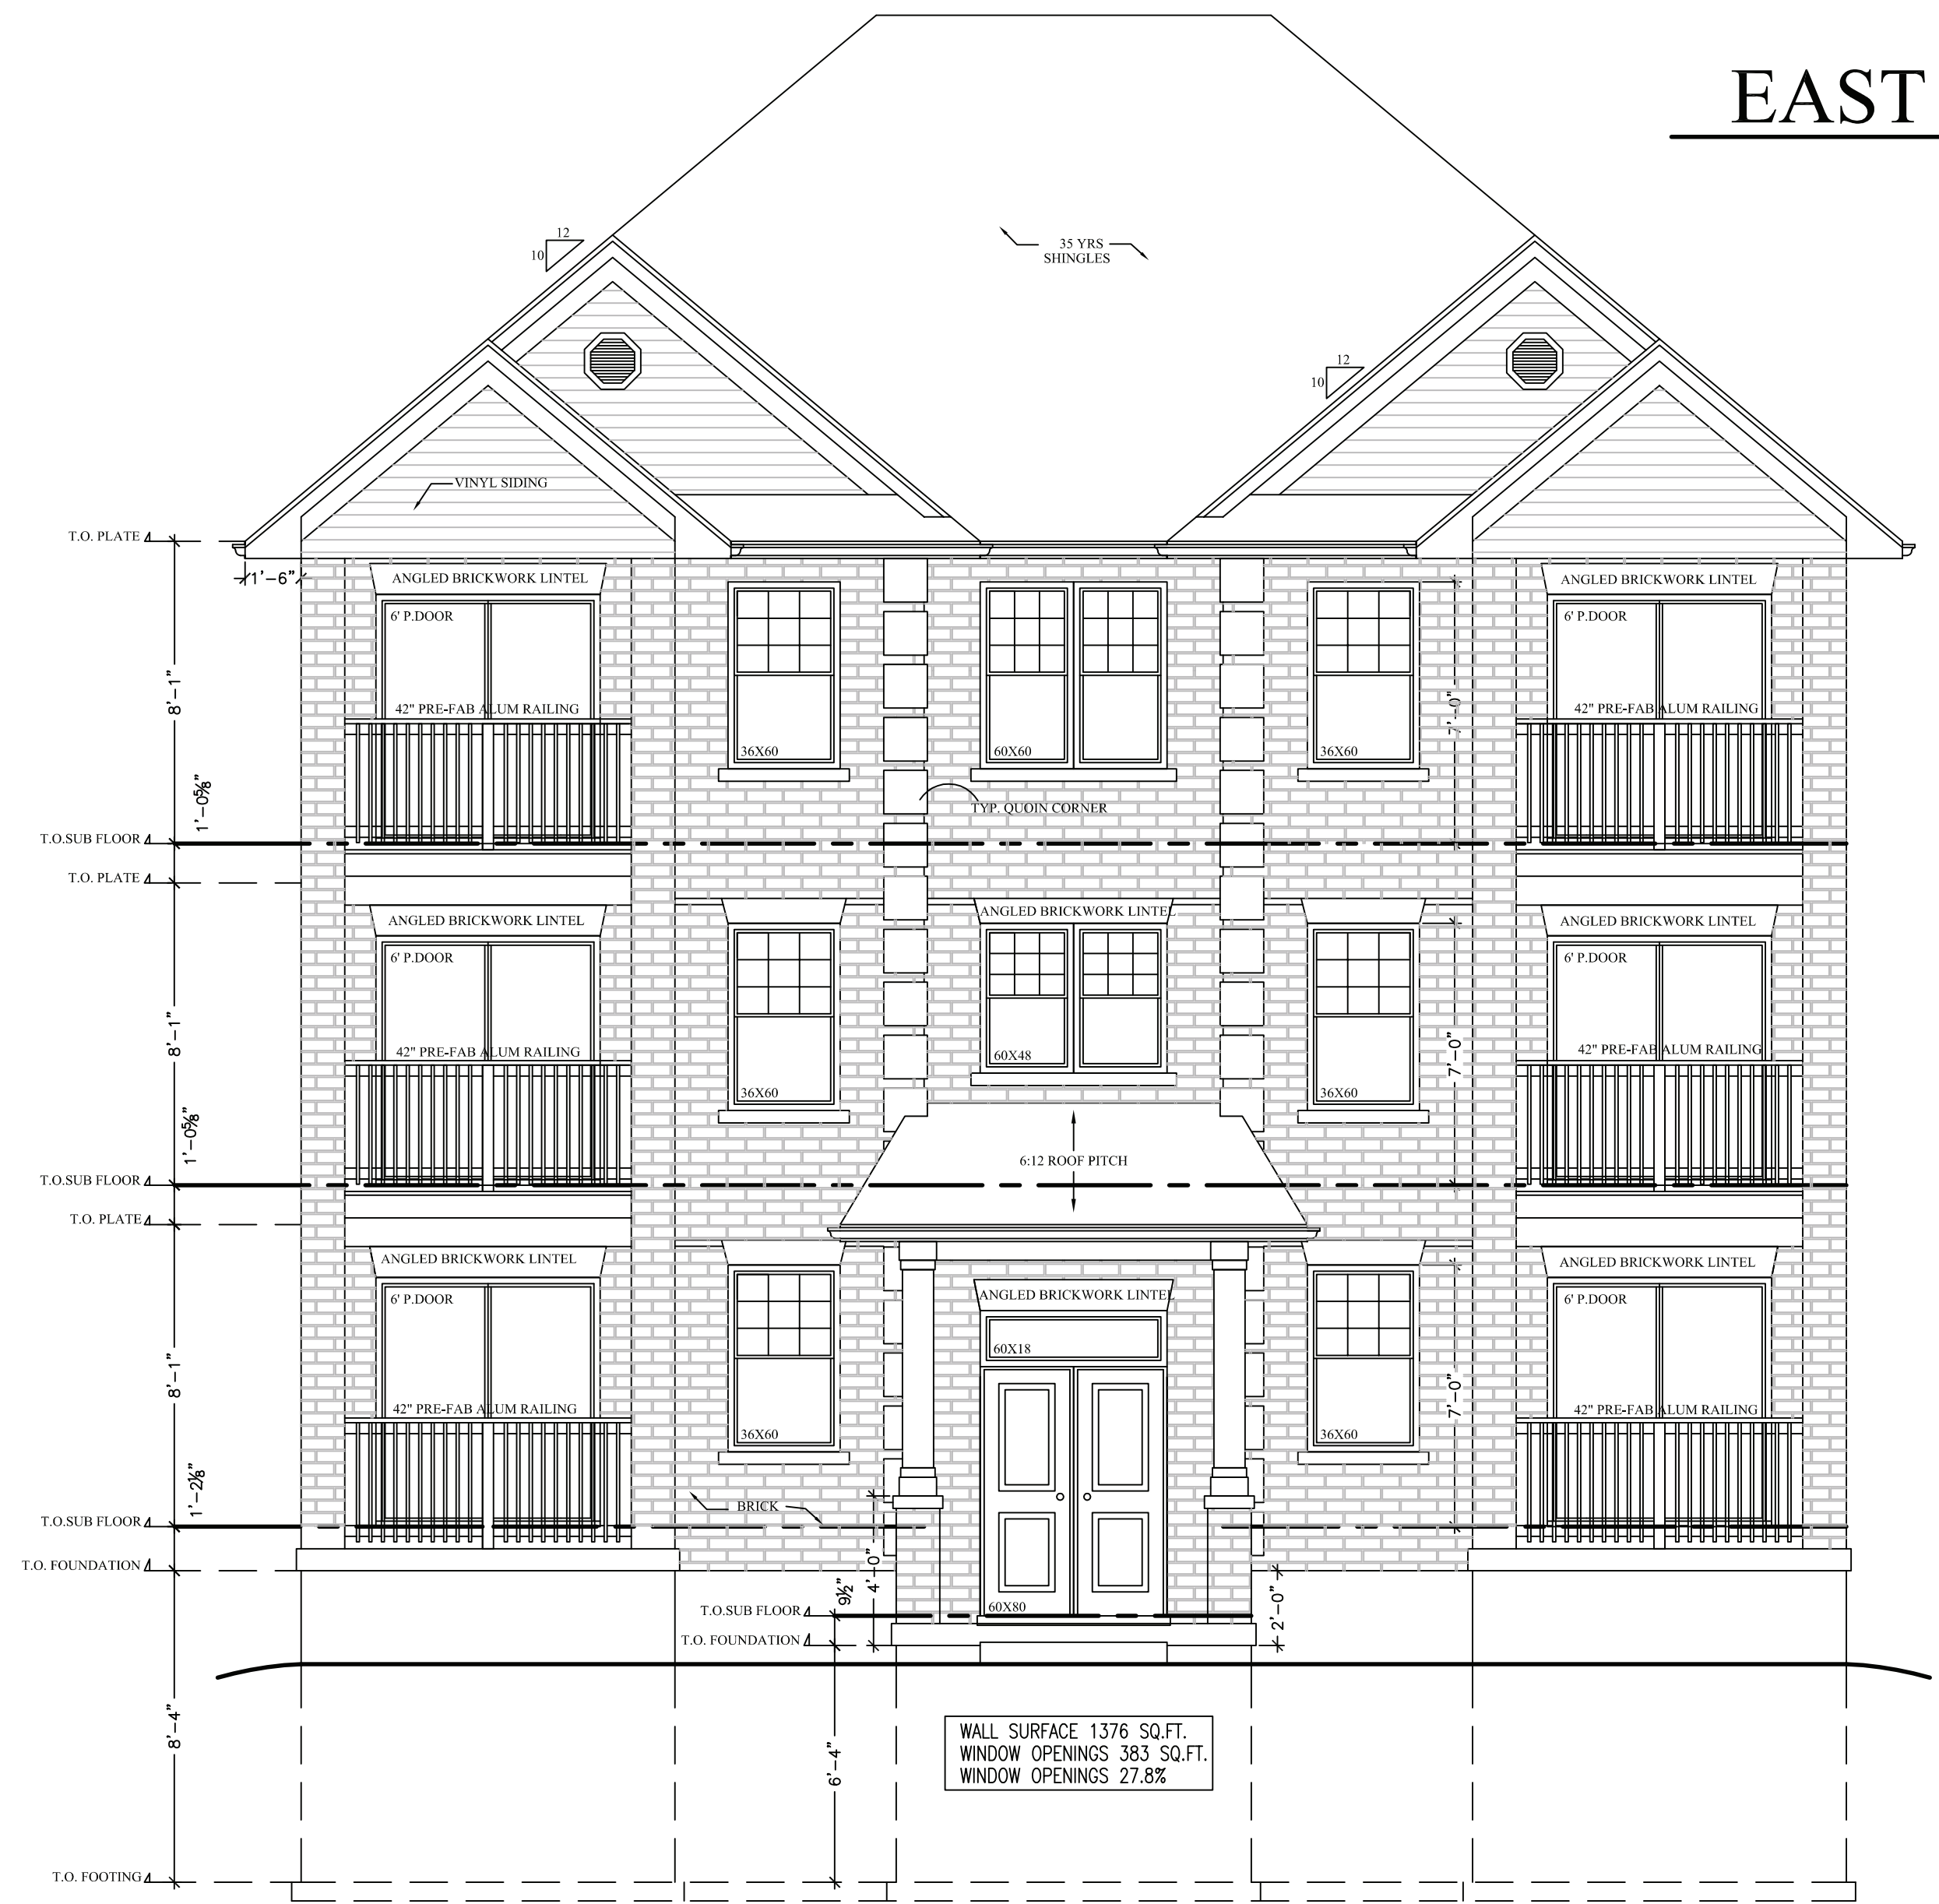 EAST
12
10
35 YRS
SHINGLES
12
10
VINYL SIDING
T.O. PLATE
1'-6"
ANGLED BRICKWORK LINTEL
ANGLED BRICKWORK LINTEL
6' P.DOOR
6' P.DOOR
8'-1"
42" PRE-FAB ALUM RAILING
7'-0"
42" PRE-FAB ALUM RAILING
36X60
60X60
36X60
1'-0⅝"
TYP. QUOIN CORNER
T.O.SUB FLOOR
T.O. PLATE
ANGLED BRICKWORK LINTEL
ANGLED BRICKWORK LINTEL
ANGLED BRICKWORK LINTEL
6' P.DOOR
6' P.DOOR
8'-1"
42" PRE-FAB ALUM RAILING
60X48
7'-0"
42" PRE-FAB ALUM RAILING
36X60
36X60
1'-0⅝"
6:12 ROOF PITCH
T.O.SUB FLOOR
T.O. PLATE
ANGLED BRICKWORK LINTEL
ANGLED BRICKWORK LINTEL
6' P.DOOR
ANGLED BRICKWORK LINTEL
6' P.DOOR
60X18
8'-1"
42" PRE-FAB ALUM RAILING
7'-0"
42" PRE-FAB ALUM RAILING
36X60
36X60
1'-2⅛"
BRICK
T.O.SUB FLOOR
T.O. FOUNDATION
9½"
4'-0"
2'-0"
T.O.SUB FLOOR
60X80
T.O. FOUNDATION
8'-4"
6'-4"
WALL SURFACE 1376 SQ.FT.
WINDOW OPENINGS 383 SQ.FT.
WINDOW OPENINGS 27.8%
T.O. FOOTING